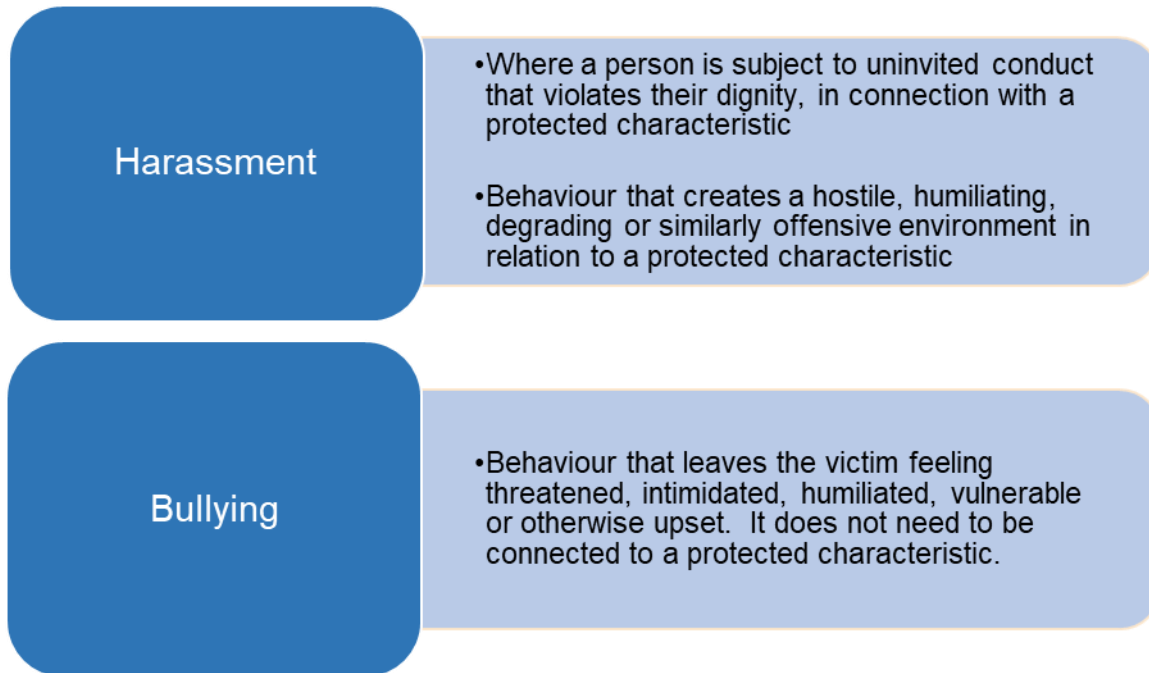 Harassment
•Where a person is subject to uninvited conduct
that violates their dignity, in connection with a
protected characteristic
•Behaviour that creates a hostile, humiliating,
degrading or similarly offensive environment in
relation to a protected characteristic
Bullying
•Behaviour that leaves the victim feeling
threatened, intimidated, humiliated, vulnerable
or otherwise upset.  It does not need to be
connected to a protected characteristic.